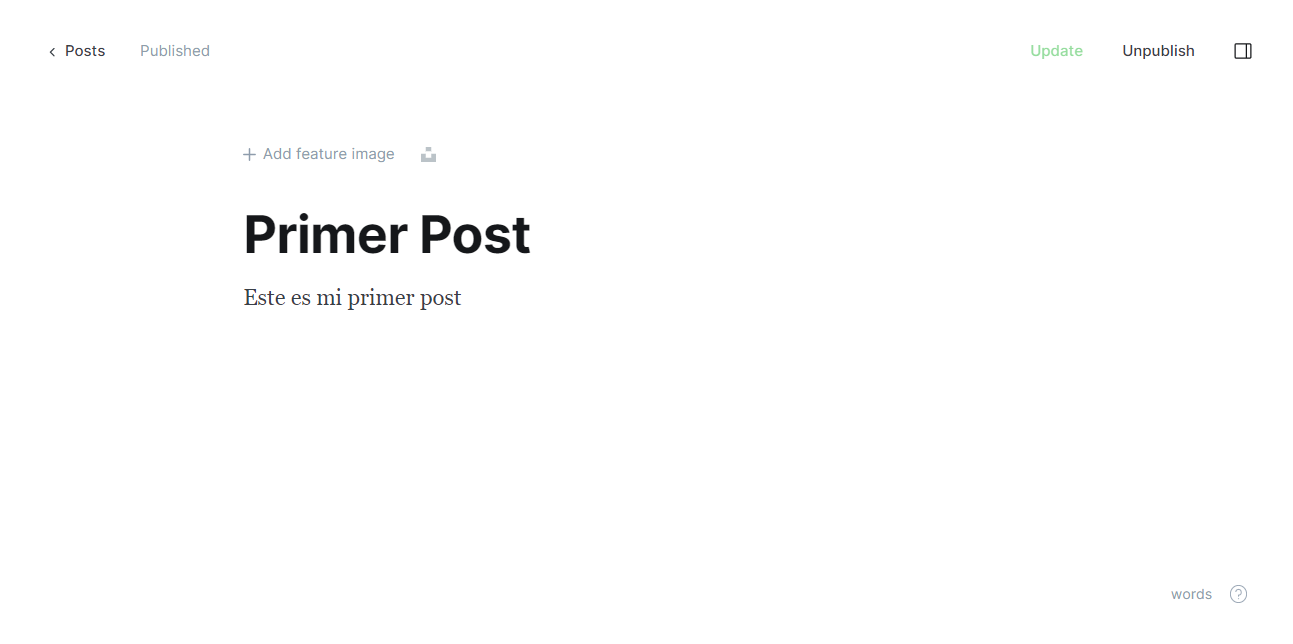 Posts Published Update Unpublish
Add feature image
Primer Post
Este es mi primer post
words ?